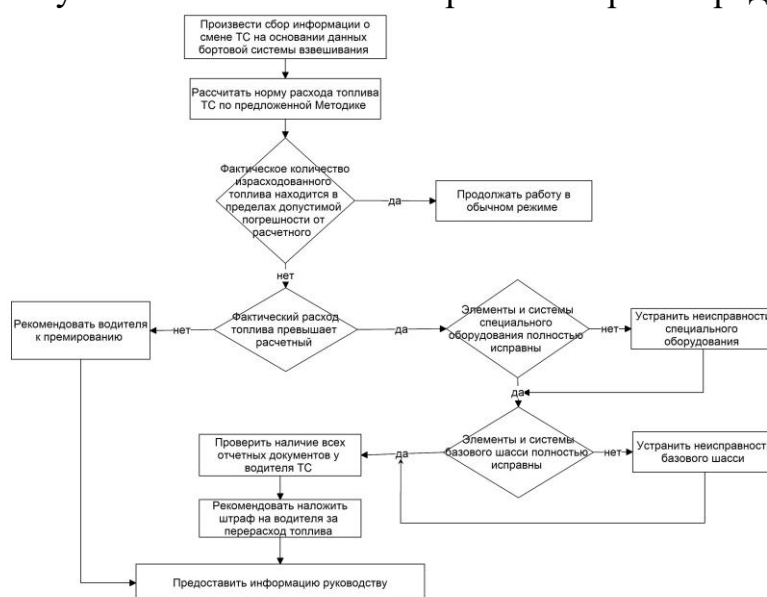 Произвести сбор информации о
смене ТС на основании данных
бортовой системы взвешивания
Рассчитать норму расхода топлива
ТС по предложенной Методике
Фактическое количество
израсходованного
топлива находится в
пределах допустимой
погрешности от
расчетного
да
Продолжать работу в
обычном режиме
нет
Рекомендовать водителя
к премированию
нет
Фактический расход
топлива превышает
расчетный
да
Элементы и системы
специального
оборудования полностью
исправны
нет
Устранить неисправности
специального
оборудования
да
Проверить наличие всех
отчетных документов у
водителя ТС
да
Элементы и системы
базового шасси полностью
исправны
нет
Устранить неисправности
базового шасси
Рекомендовать наложить
штраф на водителя за
перерасход топлива
Предоставить информацию руководству